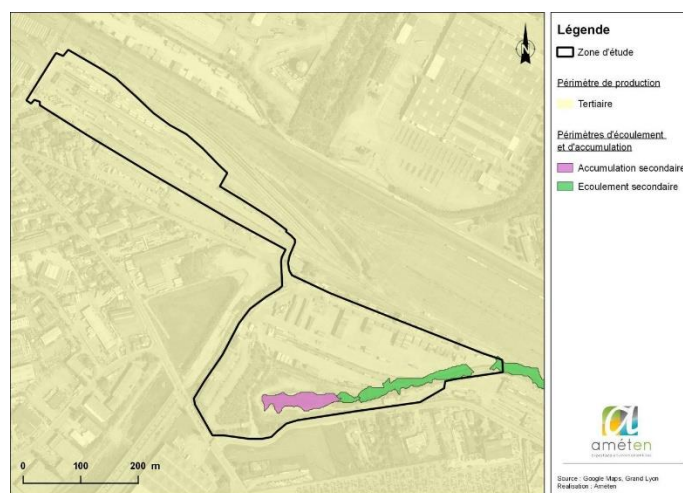 N
0 100 200 m
Légende
Zone d'étude
Périmètre de production
Tertiaire
Périmètres d'écoulement
et d'accumulation
Accumulation secondaire
Ecoulement secondaire
améten
Source : Google Maps, Grand Lyon
Réalisation : Améten